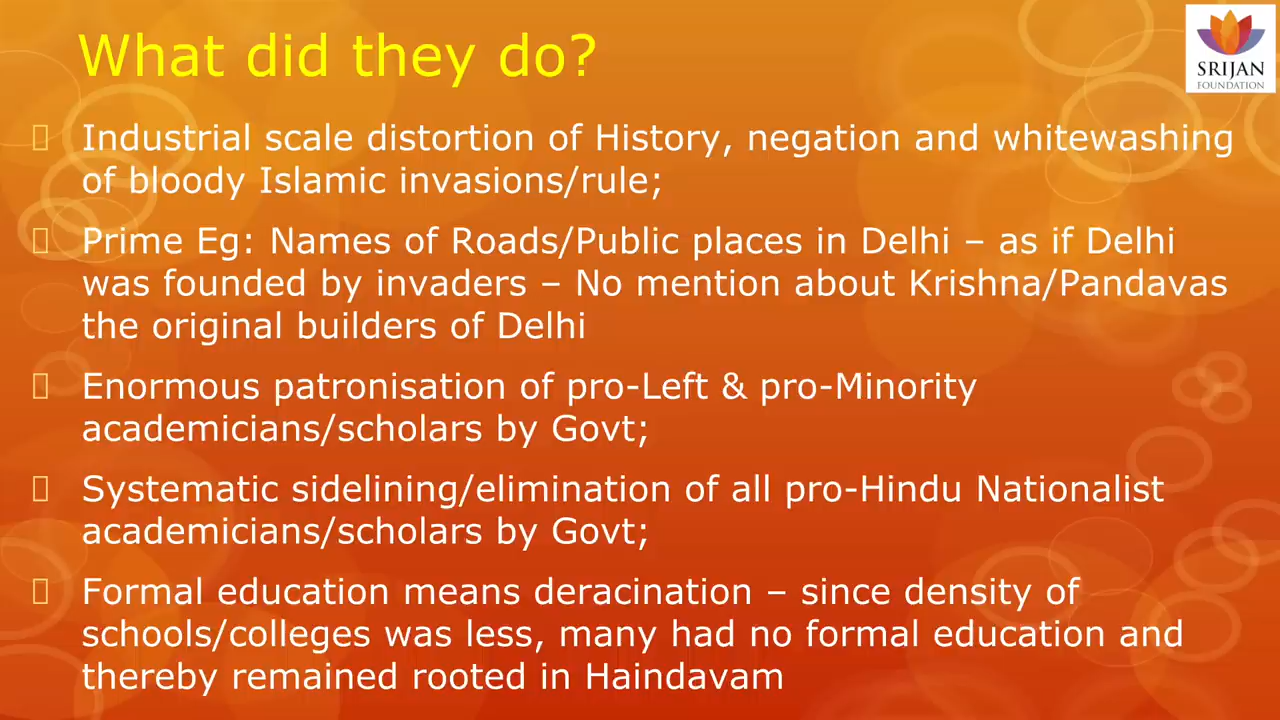 What did they do?
SRIJAN
FOUNDATION
Industrial scale distortion of History, negation and whitewashing
of bloody Islamic invasions/rule;
Prime Eg: Names of Roads/Public places in Delhi – as if Delhi
was founded by invaders – No mention about Krishna/Pandavas
the original builders of Delhi
Enormous patronisation of pro-Left & pro-Minority
academicians/scholars by Govt;
Systematic sidelining/elimination of all pro-Hindu Nationalist
academicians/scholars by Govt;
Formal education means deracination – since density of
schools/colleges was less, many had no formal education and
thereby remained rooted in Haindavam